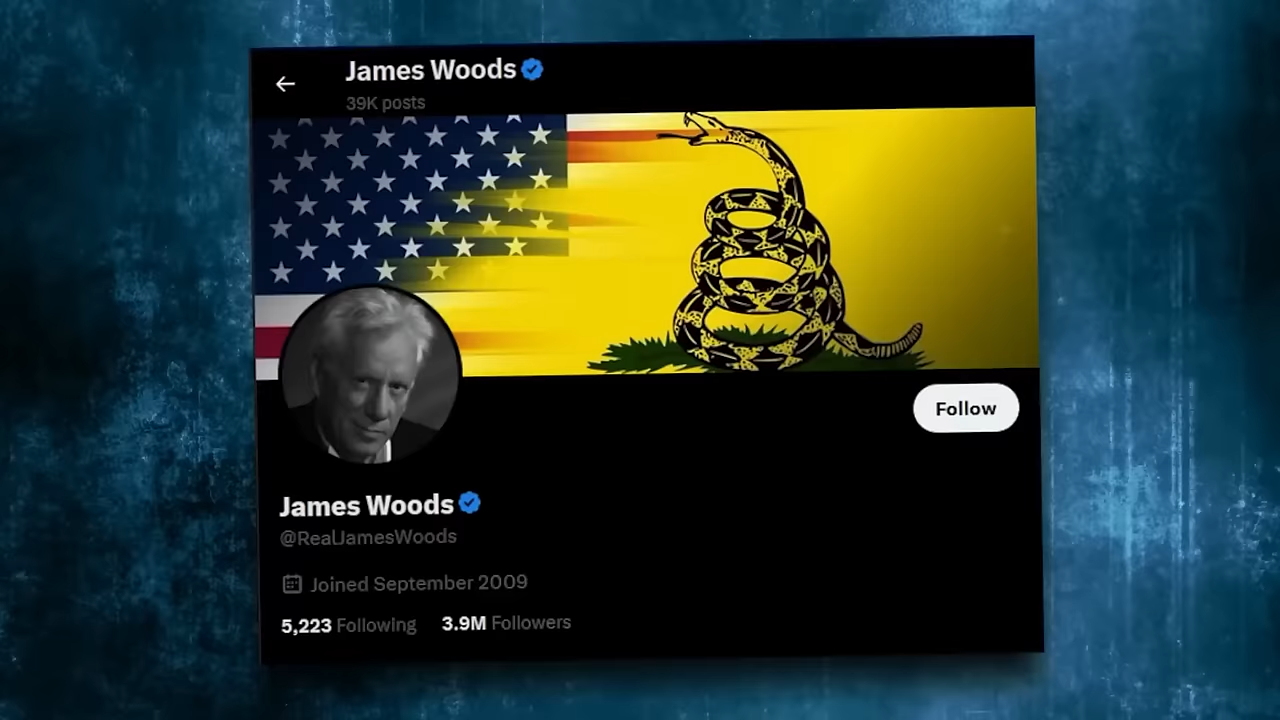 James Woods
39K posts
Follow
James Woods
@RealJamesWoods
Joined September 2009
5,223 Following 3.9M Followers